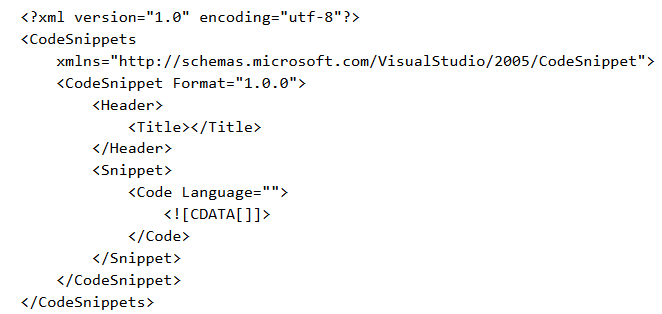 <?xml version="1.0" encoding="utf-8"?>
<CodeSnippets
    xmlns="http://schemas.microsoft.com/VisualStudio/2005/CodeSnippet">
    <CodeSnippet Format="1.0.0">
        <Header>
            <Title></Title>
        </Header>
        <Snippet>
            <Code Language="">
                <![CDATA[]]>
            </Code>
        </Snippet>
    </CodeSnippet>
</CodeSnippets>